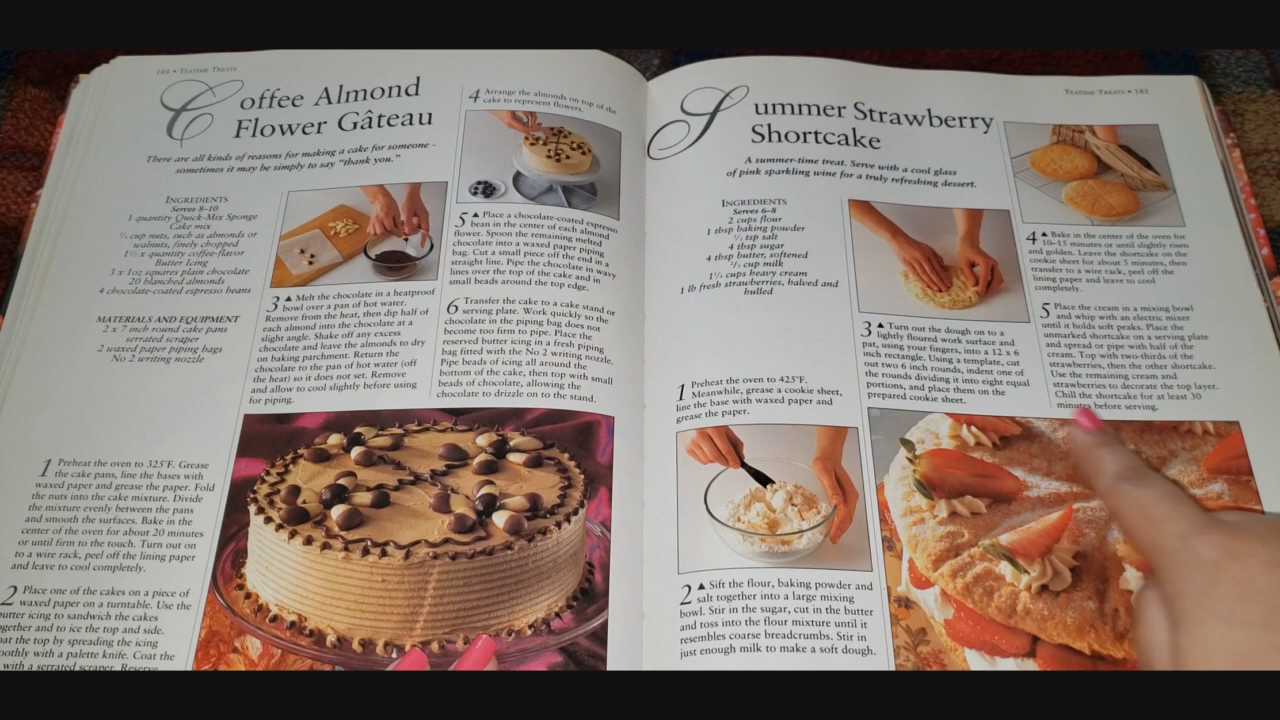 184 • TEATIME TREATS
Coffee Almond
Flower Gâteau
There are all kinds of reasons for making a cake for someone -
sometimes it may be simply to say “thank you.”
INGREDIENTS
Serves 8–10
1 quantity Quick-Mix Sponge
Cake mix
cup nuts, such as almonds or
walnuts, finely chopped
1½ x quantity coffee-flavor
Butter Icing
3 x 1oz squares plain chocolate
20 blanched almonds
4 chocolate-coated espresso beans
MATERIALS AND EQUIPMENT
2 x 7 inch round cake pans
serrated scraper
2 waxed paper piping bags
No 2 writing nozzle
1 Preheat the oven to 325°F. Grease
the cake pans, line the bases with
waxed paper and grease the paper. Fold
the nuts into the cake mixture. Divide
the mixture evenly between the pans
and smooth the surfaces. Bake in the
center of the oven for about 20 minutes
or until firm to the touch. Turn out on
to a wire rack, peel off the lining paper
and leave to cool completely.
2 Place one of the cakes on a piece of
waxed paper on a turntable. Use the
butter icing to sandwich the cakes
ogether and to ice the top and side.
oat the top by spreading the icing
oothly with a palette knife. Coat the
with a serrated scraper. Reserve
3 ▲ Melt the chocolate in a heatproof
bowl over a pan of hot water.
Remove from the heat, then dip half of
each almond into the chocolate at a
slight angle. Shake off any excess
chocolate and leave the almonds to dry
on baking parchment. Return the
chocolate to the pan of hot water (off
the heat) so it does not set. Remove
and allow to cool slightly before using
for piping.
4 Arrange the almonds on top of the
cake to represent flowers.
5 ▲ Place a chocolate-coated espresso
bean in the center of each almond
flower. Spoon the remaining melted
chocolate into a waxed paper piping
bag. Cut a small piece off the end in a
straight line. Pipe the chocolate in wavy
lines over the top of the cake and in
small beads around the top edge.
6 Transfer the cake to a cake stand or
serving plate. Work quickly so the
chocolate in the piping bag does not
become too firm to pipe. Place the
reserved butter icing in a fresh piping
bag fitted with the No 2 writing nozzle.
Pipe beads of icing all around the
bottom of the cake, then top with small
beads of chocolate, allowing the
chocolate to drizzle on to the stand.
TEATIME TREATS • 185
Summer Strawberry
Shortcake
A summer-time treat. Serve with a cool glass
of pink sparkling wine for a truly refreshing dessert.
INGREDIENTS
Serves 6–8
2 cups flour
1 tbsp baking powder
½ tsp salt
4 tbsp sugar
4 tbsp butter, softened
cup milk
cups heavy cream
1 lb fresh strawberries, halved and
hulled
1 Preheat the oven to 425°F.
Meanwhile, grease a cookie sheet,
line the base with waxed paper and
grease the paper.
2 ▲ Sift the flour, baking powder and
salt together into a large mixing
bowl. Stir in the sugar, cut in the butter
and toss into the flour mixture until it
resembles coarse breadcrumbs. Stir in
just enough milk to make a soft dough.
3 ▲ Turn out the dough on to a
lightly floured work surface and
pat, using your fingers, into a 12 x 6
inch rectangle. Using a template, cut
out two 6 inch rounds, indent one of
the rounds dividing it into eight equal
portions, and place them on the
prepared cookie sheet.
4 ▲ Bake in the center of the oven for
10–15 minutes or until slightly risen
and golden. Leave the shortcake on the
cookie sheet for about 5 minutes, then
transfer to a wire rack, peel off the
lining paper and leave to cool
completely.
5 Place the cream in a mixing bowl
and whip with an electric mixer
until it holds soft peaks. Place the
unmarked shortcake on a serving plate
and spread or pipe with half of the
cream. Top with two-thirds of the
strawberries, then the other shortcake.
Use the remaining cream and
strawberries to decorate the top layer.
Chill the shortcake for at least 30
minutes before serving.